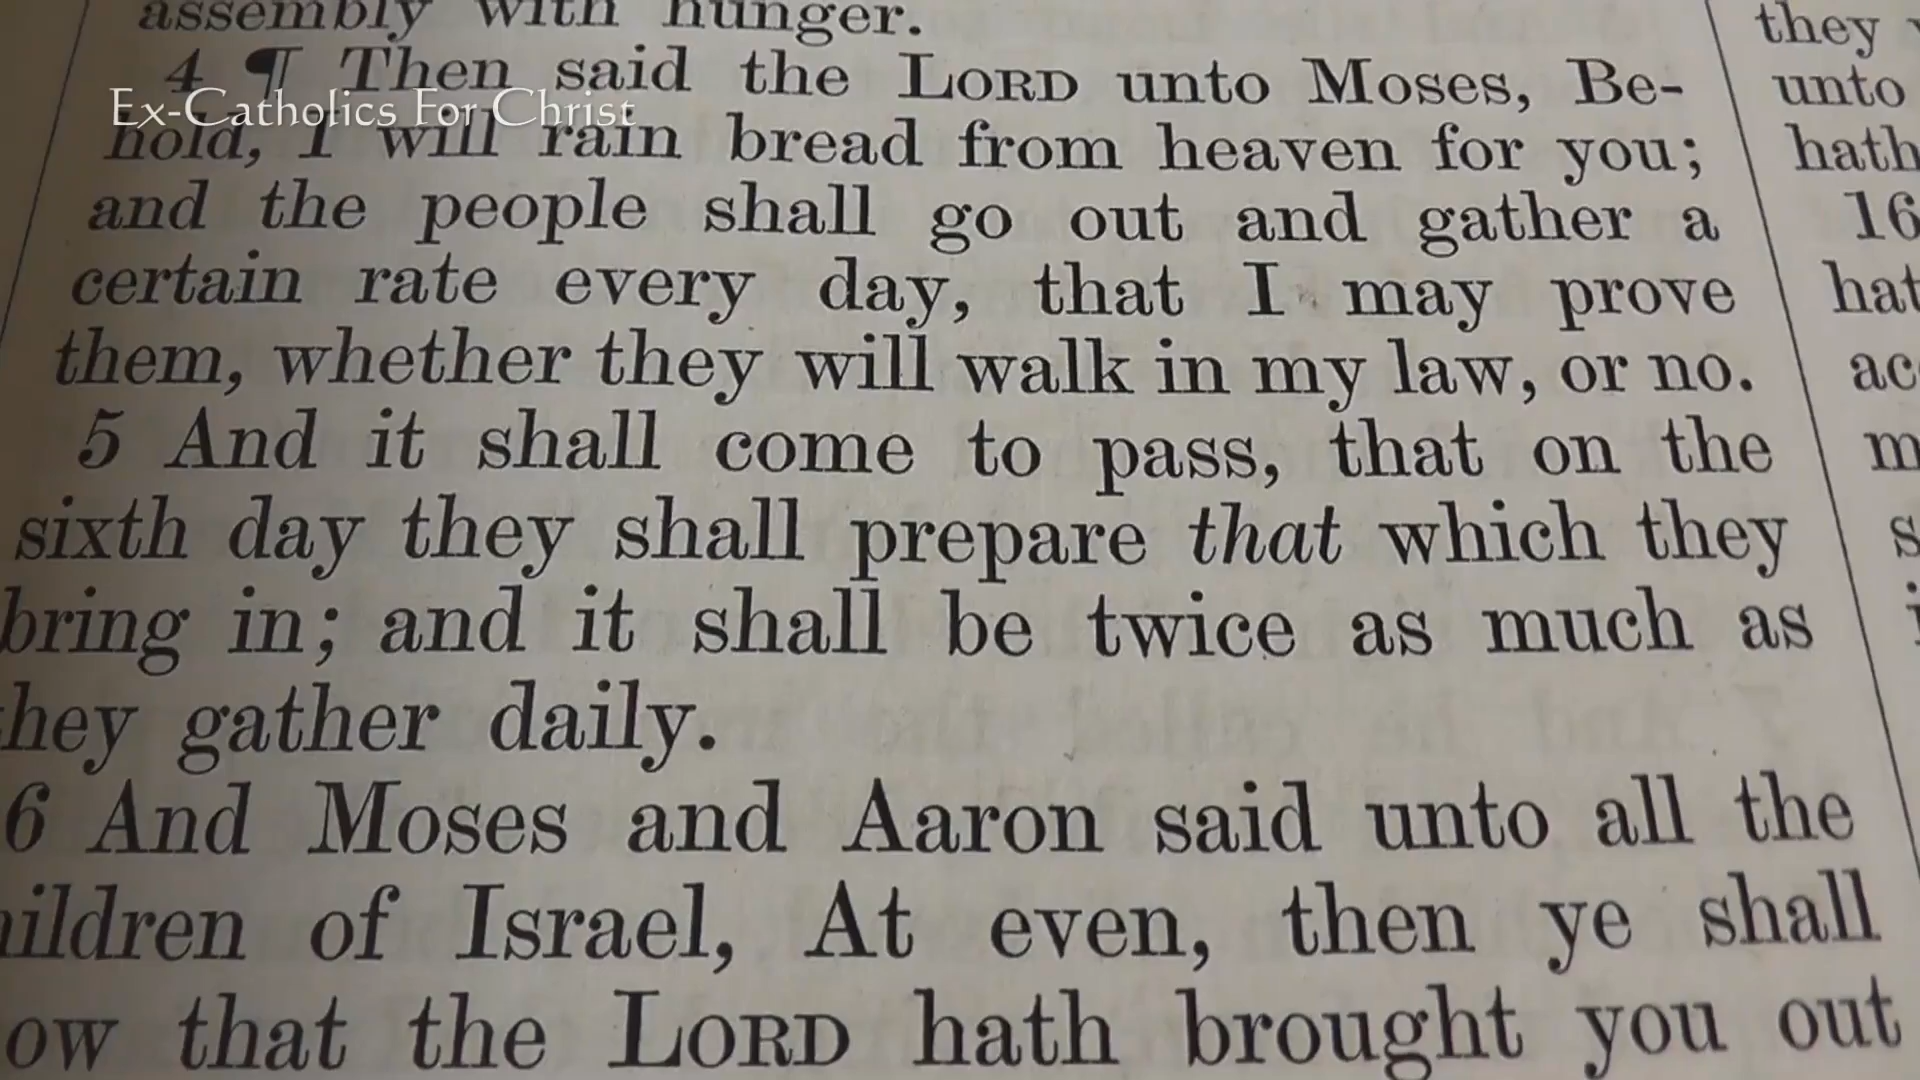 assembly with hunger.
4 ¶ Then said the LORD unto Moses, Be-
Ex-Catholics For Christ
hold, I will rain bread from heaven for you;
and the people shall go out and gather a
certain rate every day, that I may prove
them, whether they will walk in my law, or no.
5 And it shall come to pass, that on the
sixth day they shall prepare that which they
bring in; and it shall be twice as much as
hey gather daily.
6 And Moses and Aaron said unto all the
ildren of Israel, At even, then ye shall
ow that the LORD hath brought you out
they
unto
hath
16
hat
ac
m
s